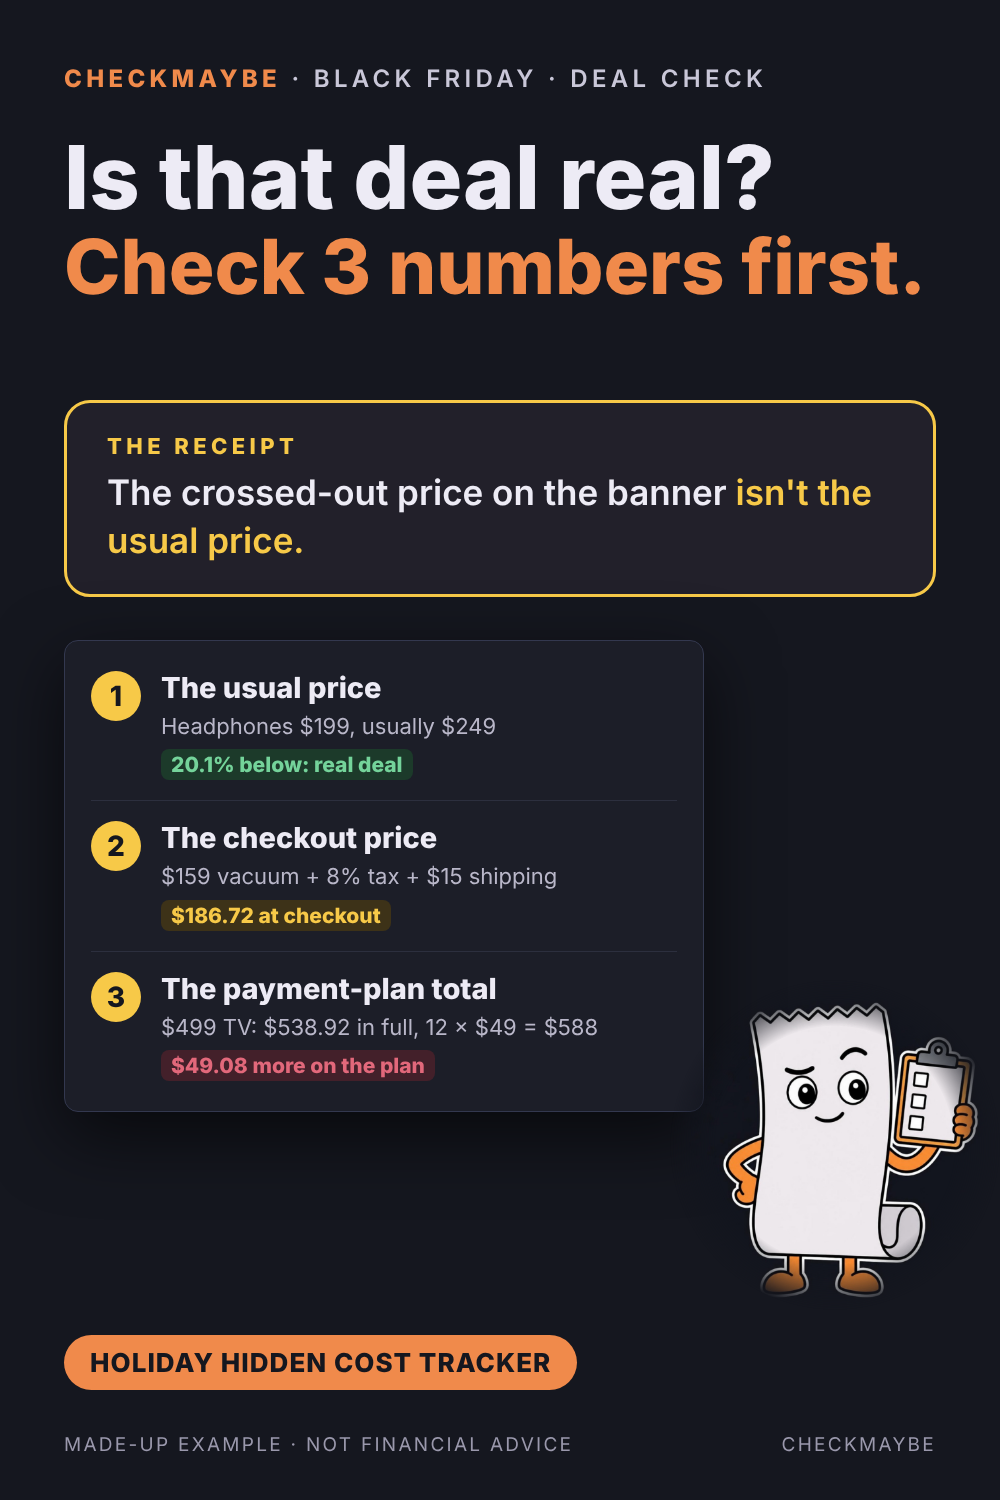 CHECKMAYBE · BLACK FRIDAY · DEAL CHECK
Is that deal real?
Check 3 numbers first.
THE RECEIPT
The crossed-out price on the banner isn't the
usual price.
1
The usual price
Headphones $199, usually $249
20.1% below: real deal
2
The checkout price
$159 vacuum + 8% tax + $15 shipping
$186.72 at checkout
3
The payment-plan total
$499 TV: $538.92 in full, 12 × $49 = $588
$49.08 more on the plan
HOLIDAY HIDDEN COST TRACKER
MADE-UP EXAMPLE · NOT FINANCIAL ADVICE
CHECKMAYBE